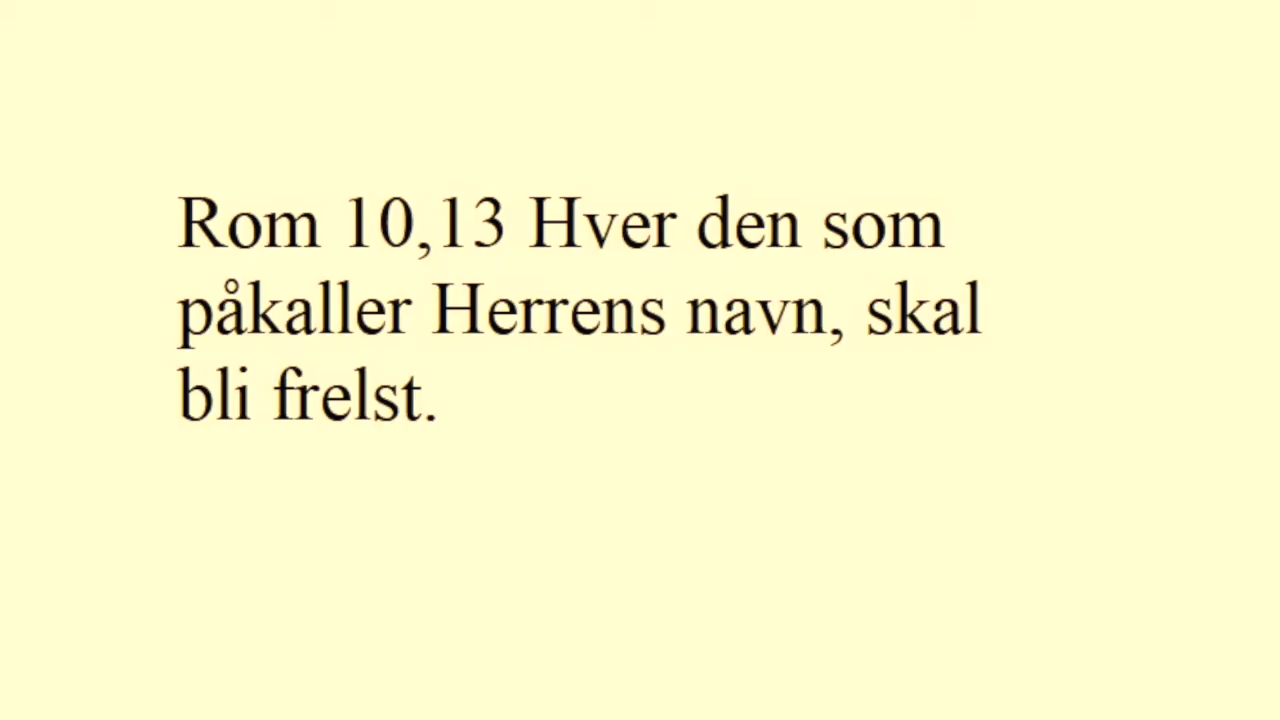 Rom 10,13 Hver den som
påkaller Herrens navn, skal
bli frelst.